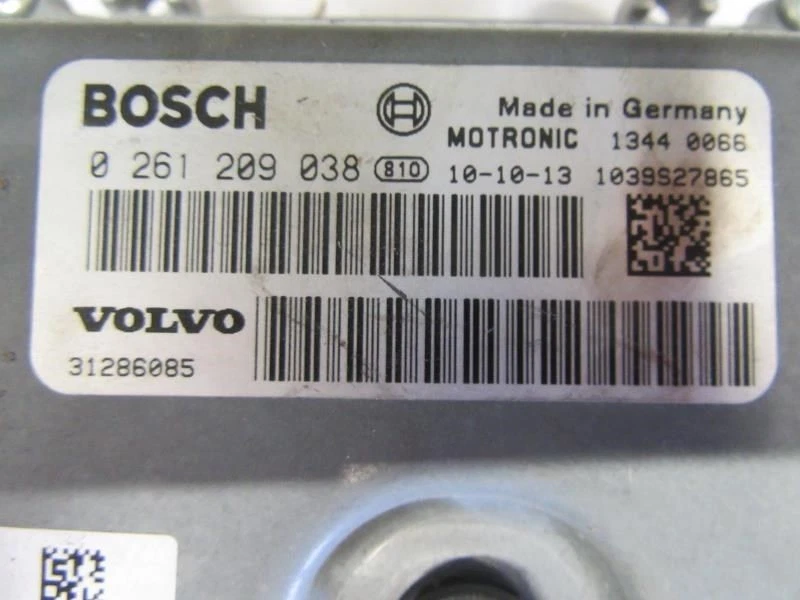 BOSCH Made in Germany
MOTRONIC 1344 0066
0 261 209 038 810 10-10-13 1039S27865
VOLVO
31286085